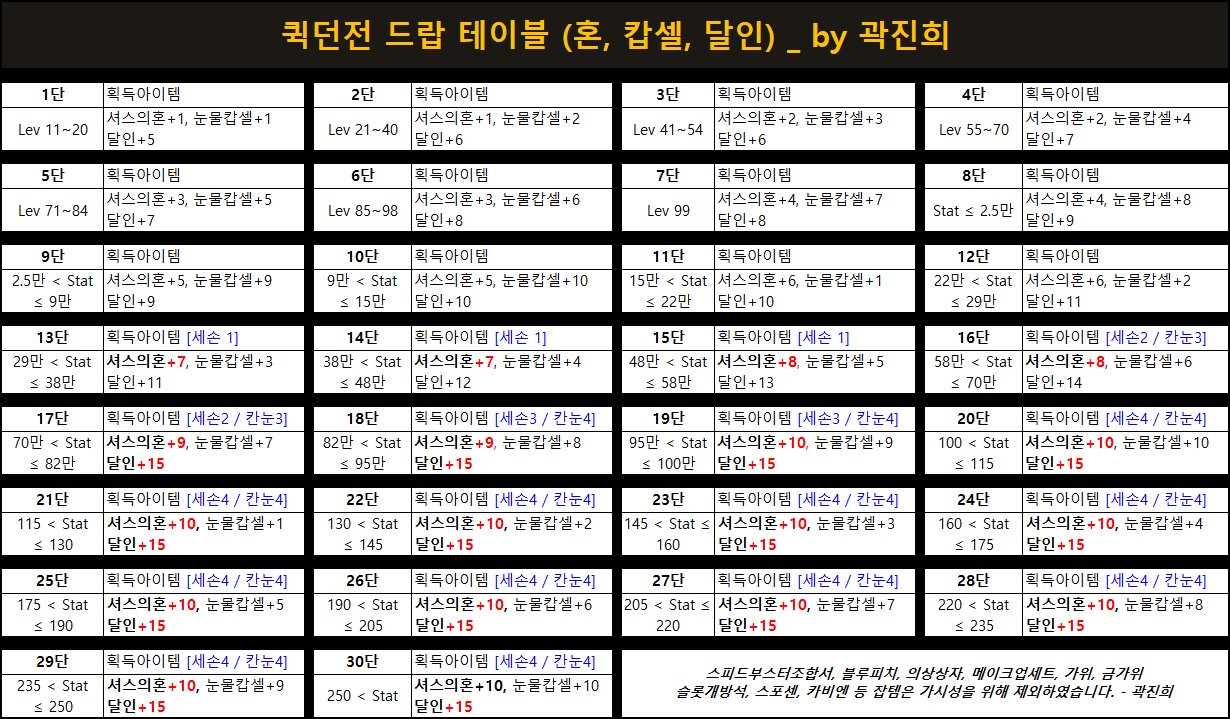 퀵던전 드랍 테이블 (혼, 캅셀, 달인) _ by 곽진희
1단 획득아이템
Lev 11~20 셔스의혼+1, 눈물캅셀+1
달인+5
2단 획득아이템
Lev 21~40 셔스의혼+1, 눈물캅셀+2
달인+6
3단 획득아이템
Lev 41~54 셔스의혼+2, 눈물캅셀+3
달인+6
4단 획득아이템
Lev 55~70 셔스의혼+2, 눈물캅셀+4
달인+7
5단 획득아이템
Lev 71~84 셔스의혼+3, 눈물캅셀+5
달인+7
6단 획득아이템
Lev 85~98 셔스의혼+3, 눈물캅셀+6
달인+8
7단 획득아이템
Lev 99 셔스의혼+4, 눈물캅셀+7
달인+8
8단 획득아이템
Stat ≤ 2.5만 셔스의혼+4, 눈물캅셀+8
달인+9
9단 획득아이템
2.5만 < Stat 셔스의혼+5, 눈물캅셀+9
≤ 9만 달인+9
10단 획득아이템
9만 < Stat 셔스의혼+5, 눈물캅셀+10
≤ 15만 달인+10
11단 획득아이템
15만 < Stat 셔스의혼+6, 눈물캅셀+1
≤ 22만 달인+10
12단 획득아이템
22만 < Stat 셔스의혼+6, 눈물캅셀+2
≤ 29만 달인+11
13단 획득아이템 [세손 1]
29만 < Stat 셔스의혼+7, 눈물캅셀+3
≤ 38만 달인+11
14단 획득아이템 [세손 1]
38만 < Stat 셔스의혼+7, 눈물캅셀+4
≤ 48만 달인+12
15단 획득아이템 [세손 1]
48만 < Stat 셔스의혼+8, 눈물캅셀+5
≤ 58만 달인+13
16단 획득아이템 [세손2 / 칸눈3]
58만 < Stat 셔스의혼+8, 눈물캅셀+6
≤ 70만 달인+14
17단 획득아이템 [세손2 / 칸눈3]
70만 < Stat 셔스의혼+9, 눈물캅셀+7
≤ 82만 달인+15
18단 획득아이템 [세손3 / 칸눈4]
82만 < Stat 셔스의혼+9, 눈물캅셀+8
≤ 95만 달인+15
19단 획득아이템 [세손3 / 칸눈4]
95만 < Stat 셔스의혼+10, 눈물캅셀+9
≤ 100만 달인+15
20단 획득아이템 [세손4 / 칸눈4]
100 < Stat 셔스의혼+10, 눈물캅셀+10
≤ 115 달인+15
21단 획득아이템 [세손4 / 칸눈4]
115 < Stat 셔스의혼+10, 눈물캅셀+1
≤ 130 달인+15
22단 획득아이템 [세손4 / 칸눈4]
130 < Stat 셔스의혼+10, 눈물캅셀+2
≤ 145 달인+15
23단 획득아이템 [세손4 / 칸눈4]
145 < Stat ≤ 셔스의혼+10, 눈물캅셀+3
160 달인+15
24단 획득아이템 [세손4 / 칸눈4]
160 < Stat 셔스의혼+10, 눈물캅셀+4
≤ 175 달인+15
25단 획득아이템 [세손4 / 칸눈4]
175 < Stat 셔스의혼+10, 눈물캅셀+5
≤ 190 달인+15
26단 획득아이템 [세손4 / 칸눈4]
190 < Stat 셔스의혼+10, 눈물캅셀+6
≤ 205 달인+15
27단 획득아이템 [세손4 / 칸눈4]
205 < Stat ≤ 셔스의혼+10, 눈물캅셀+7
220 달인+15
28단 획득아이템 [세손4 / 칸눈4]
220 < Stat 셔스의혼+10, 눈물캅셀+8
≤ 235 달인+15
29단 획득아이템 [세손4 / 칸눈4]
235 < Stat 셔스의혼+10, 눈물캅셀+9
≤ 250 달인+15
30단 획득아이템 [세손4 / 칸눈4]
250 < Stat 셔스의혼+10, 눈물캅셀+10
달인+15
스피드부스터조합서, 블루피치, 의상상자, 메이크업세트, 가위, 금가위
슬롯개방석, 스포센, 카비엔 등 잡템은 가시성을 위해 제외하였습니다. - 곽진희